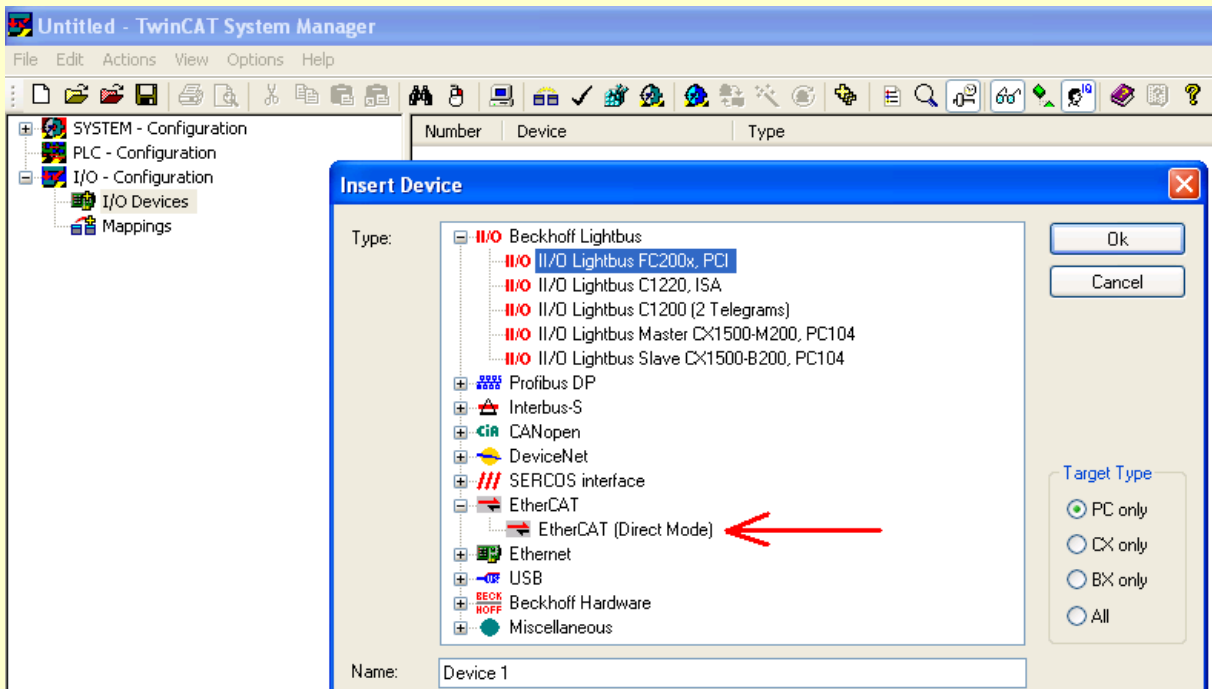 Untitled - TwinCAT System Manager
File Edit Actions View Options Help
SYSTEM - Configuration
PLC - Configuration
I/O - Configuration
I/O Devices
Mappings
Number Device Type
Insert Device
Type:
II/O Beckhoff Lightbus
II/O II/O Lightbus FC200x, PCI
II/O II/O Lightbus C1220, ISA
II/O II/O Lightbus C1200 (2 Telegrams)
II/O II/O Lightbus Master CX1500-M200, PC104
II/O II/O Lightbus Slave CX1500-B200, PC104
Profibus DP
Interbus-S
CiA CANopen
DeviceNet
SERCOS interface
EtherCAT
EtherCAT (Direct Mode)
Ethernet
USB
BECK
HOFF
Beckhoff Hardware
Miscellaneous
Ok
Cancel
Target Type
PC only
CX only
BX only
All
Name:
Device 1